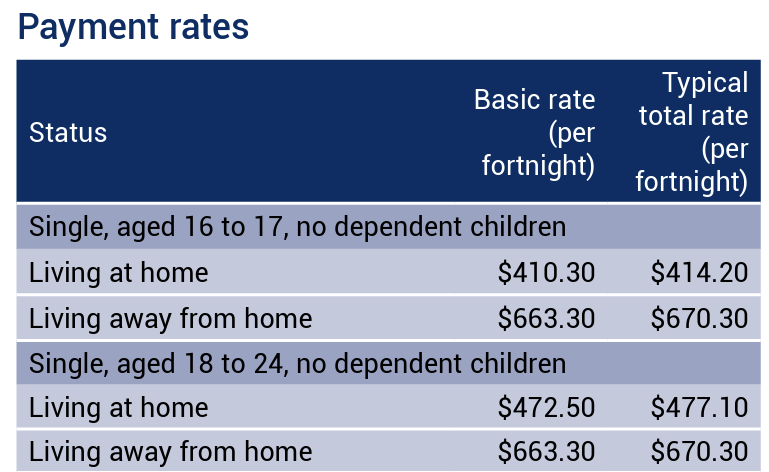 Payment rates
Status
Basic rate
(per
fortnight)
Typical
total rate
(per
fortnight)
Single, aged 16 to 17, no dependent children
Living at home $410.30 $414.20
Living away from home $663.30 $670.30
Single, aged 18 to 24, no dependent children
Living at home $472.50 $477.10
Living away from home $663.30 $670.30